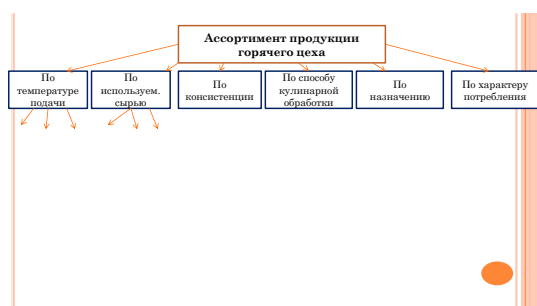 Ассортимент продукции
горячего цеха
По
температуре
подачи
По
используем.
сырью
По
консистенции
По способу
кулинарной
обработки
По
назначению
По характеру
потребления